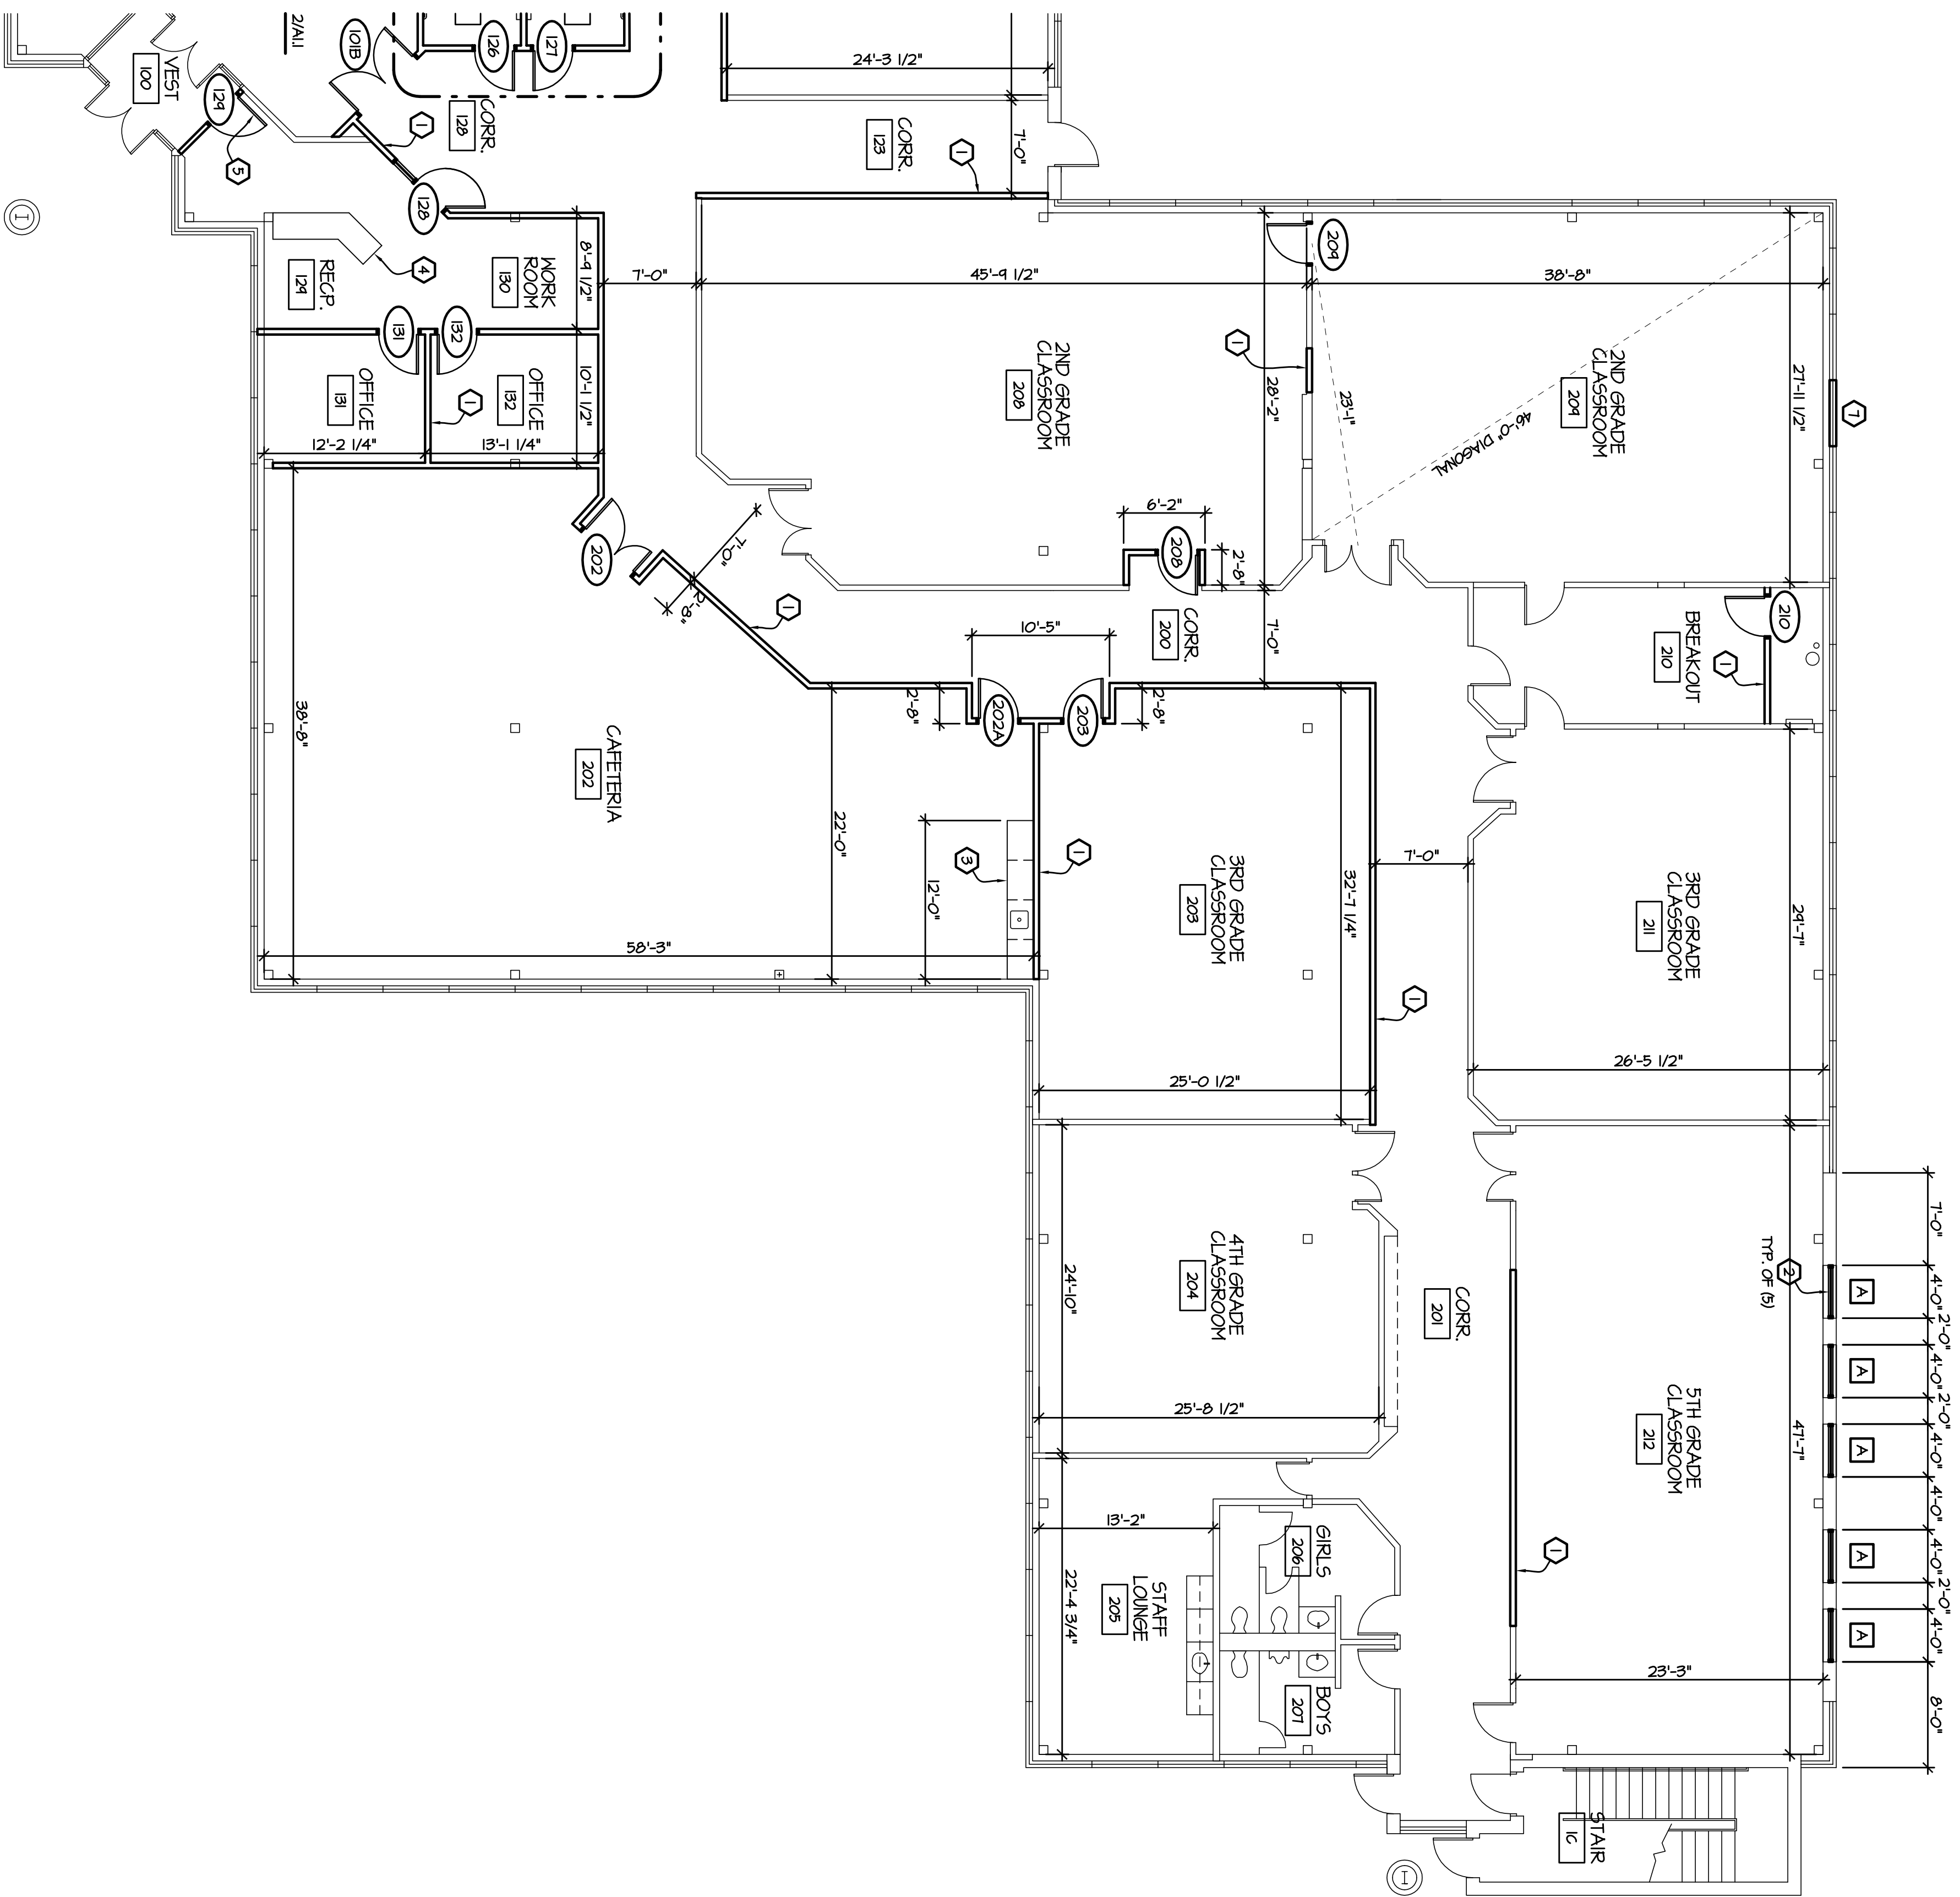 2/A1.1
VEST
100
129
5
101B
126
127
CORR.
128
1
128
24'-3 1/2"
7'-0"
CORR.
123
1
RECP.
129
4
WORK
ROOM
130
8'-9 1/2"
7'-0"
45'-9 1/2"
38'-8"
209
131
132
OFFICE
131
OFFICE
132
1
10'-1 1/2"
12'-2 1/4"
13'-1 1/4"
2ND GRADE
CLASSROOM
208
1
28'-2"
23'-1"
46'-0" DIAGONAL
2ND GRADE
CLASSROOM
209
27'-11 1/2"
7
6'-2"
208
2'-8"
202
7'-0"
2'-8"
1
10'-5"
CORR.
200
7'-0"
BREAKOUT
210
210
1
38'-8"
CAFETERIA
202
2'-8"
202A
203
2'-8"
22'-0"
12'-0"
3
1
58'-3"
3RD GRADE
CLASSROOM
203
32'-7 1/4"
7'-0"
1
25'-0 1/2"
3RD GRADE
CLASSROOM
211
29'-7"
26'-5 1/2"
4TH GRADE
CLASSROOM
204
24'-10"
25'-8 1/2"
CORR.
201
TYP. OF (5)
2
5TH GRADE
CLASSROOM
212
47'-7"
23'-3"
1
A
A
A
A
A
7'-0"
4'-0"
2'-0"
4'-0"
2'-0"
4'-0"
4'-0"
4'-0"
2'-0"
4'-0"
8'-0"
13'-2"
22'-4 3/4"
STAFF
LOUNGE
205
GIRLS
206
BOYS
207
STAIR
1C
1
1